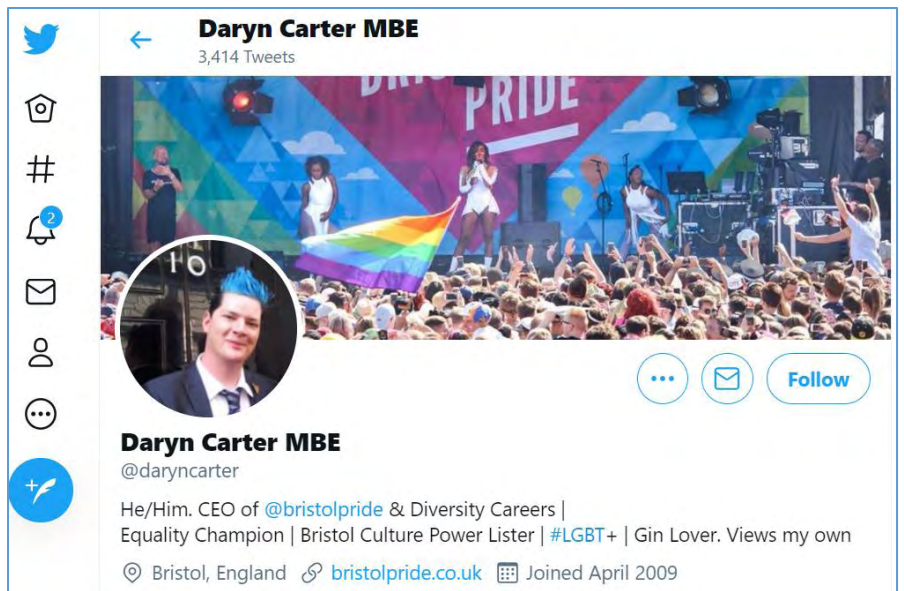 Daryn Carter MBE
3,414 Tweets
PRIDE
2
10
Follow
Daryn Carter MBE
@daryncarter
He/Him. CEO of @bristolpride & Diversity Careers |
Equality Champion | Bristol Culture Power Lister | #LGBT+ | Gin Lover. Views my own
Bristol, England bristolpride.co.uk Joined April 2009